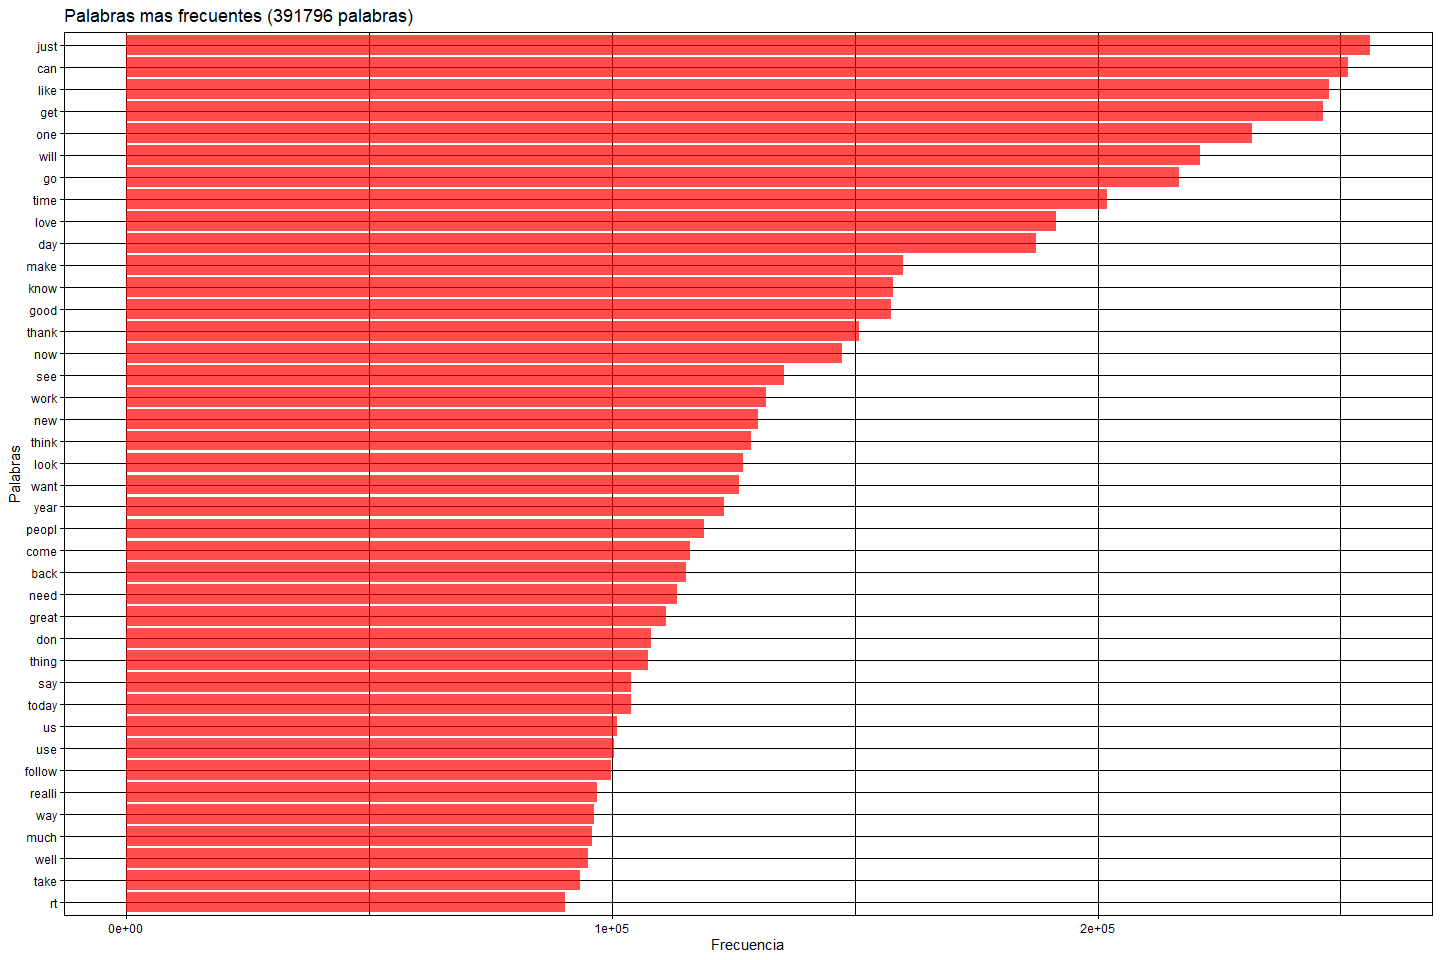 Palabras mas frecuentes (391796 palabras)
just
can
like
get
one
will
go
time
love
day
make
know
good
thank
now
see
work
new
think
look
want
year
peopl
come
back
need
great
don
thing
say
today
us
use
follow
realli
way
much
well
take
rt
Palabras
0e+00 1e+05 2e+05
Frecuencia